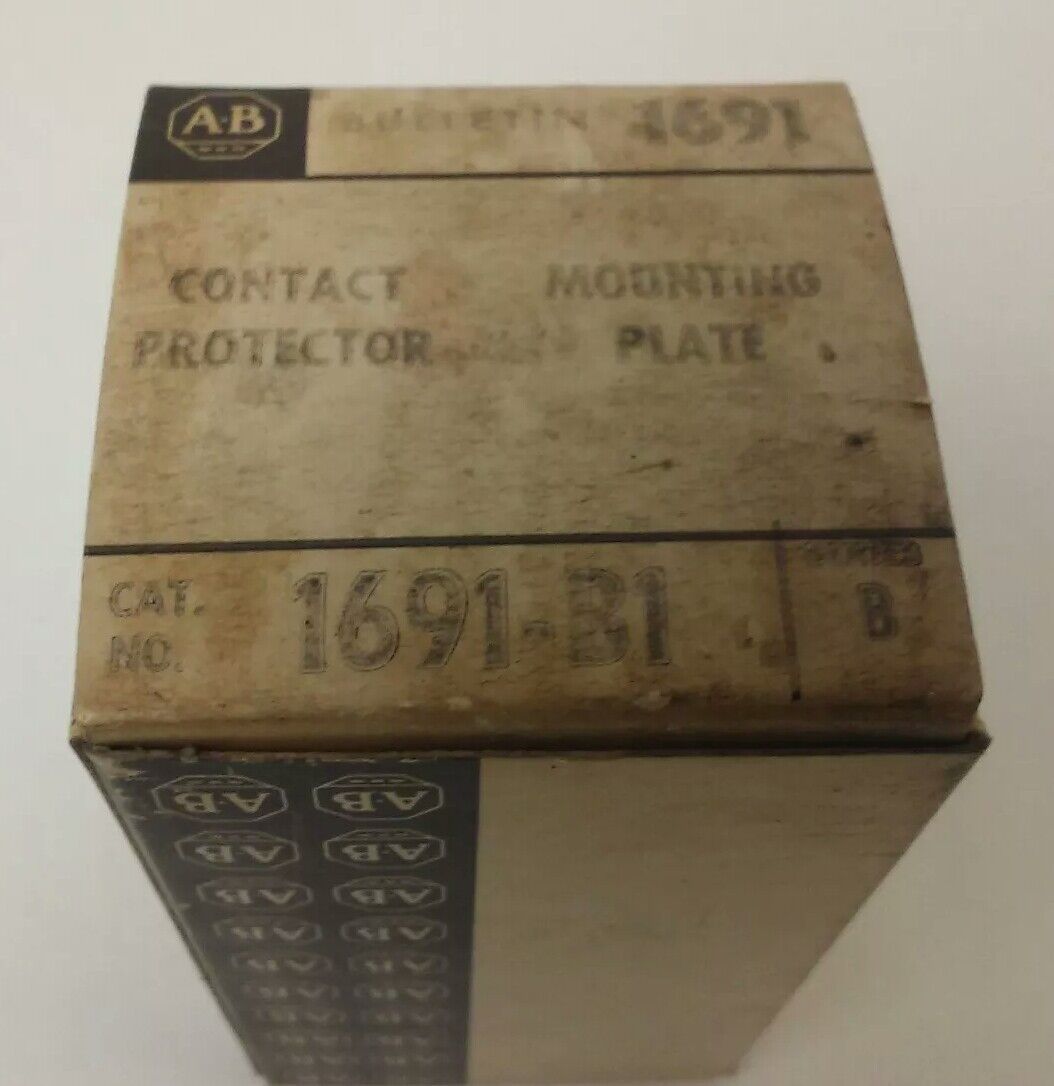 A-B BULLETIN 1691
CONTACT MOUNTING
PROTECTOR PLATE
CAT. NO. 1691-B1 SERIES B
A-B A-B
A-B A-B
A-B A-B
A-B A-B
A-B A-B
A-B A-B
A-B A-B